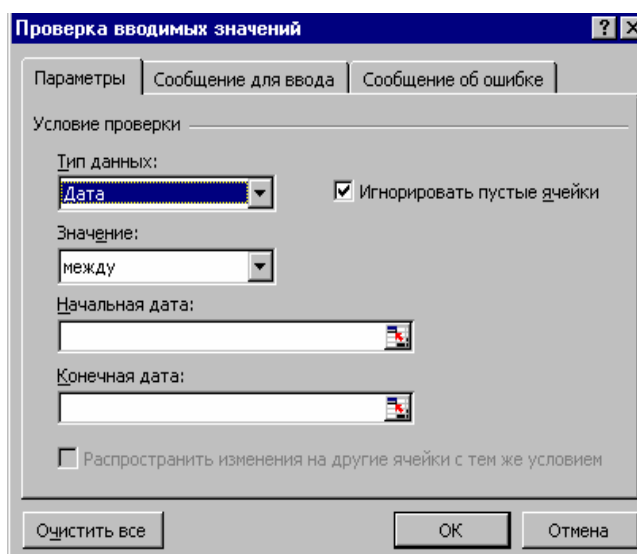 Проверка вводимых значений
Параметры Сообщение для ввода Сообщение об ошибке
Условие проверки
Тип данных:
Дата Игнорировать пустые ячейки
Значение:
между
Начальная дата:
Конечная дата:
Распространить изменения на другие ячейки с тем же условием
Очистить все ОК Отмена